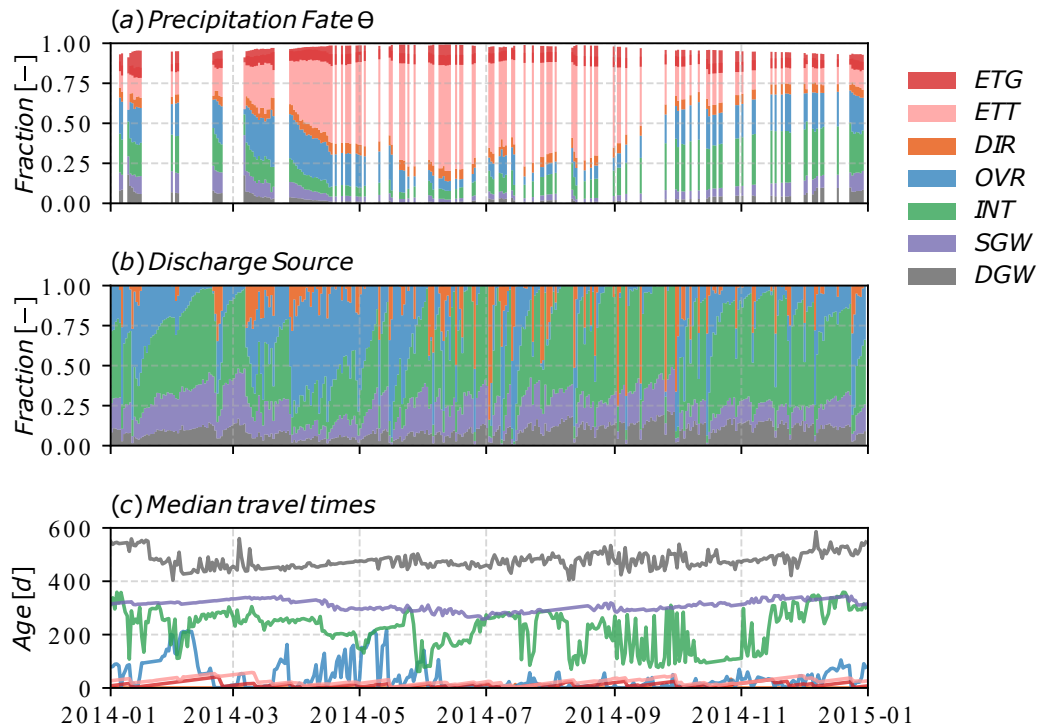 (a) Precipitation Fate Θ
1.00
0.75
0.50
0.25
0.00
Fraction [−]
ETG
ETT
DIR
OVR
INT
SGW
DGW
(b) Discharge Source
1.00
0.75
0.50
0.25
0.00
Fraction [−]
(c) Median travel times
600
400
200
0
Age [d]
2014-01 2014-03 2014-05 2014-07 2014-09 2014-11 2015-01